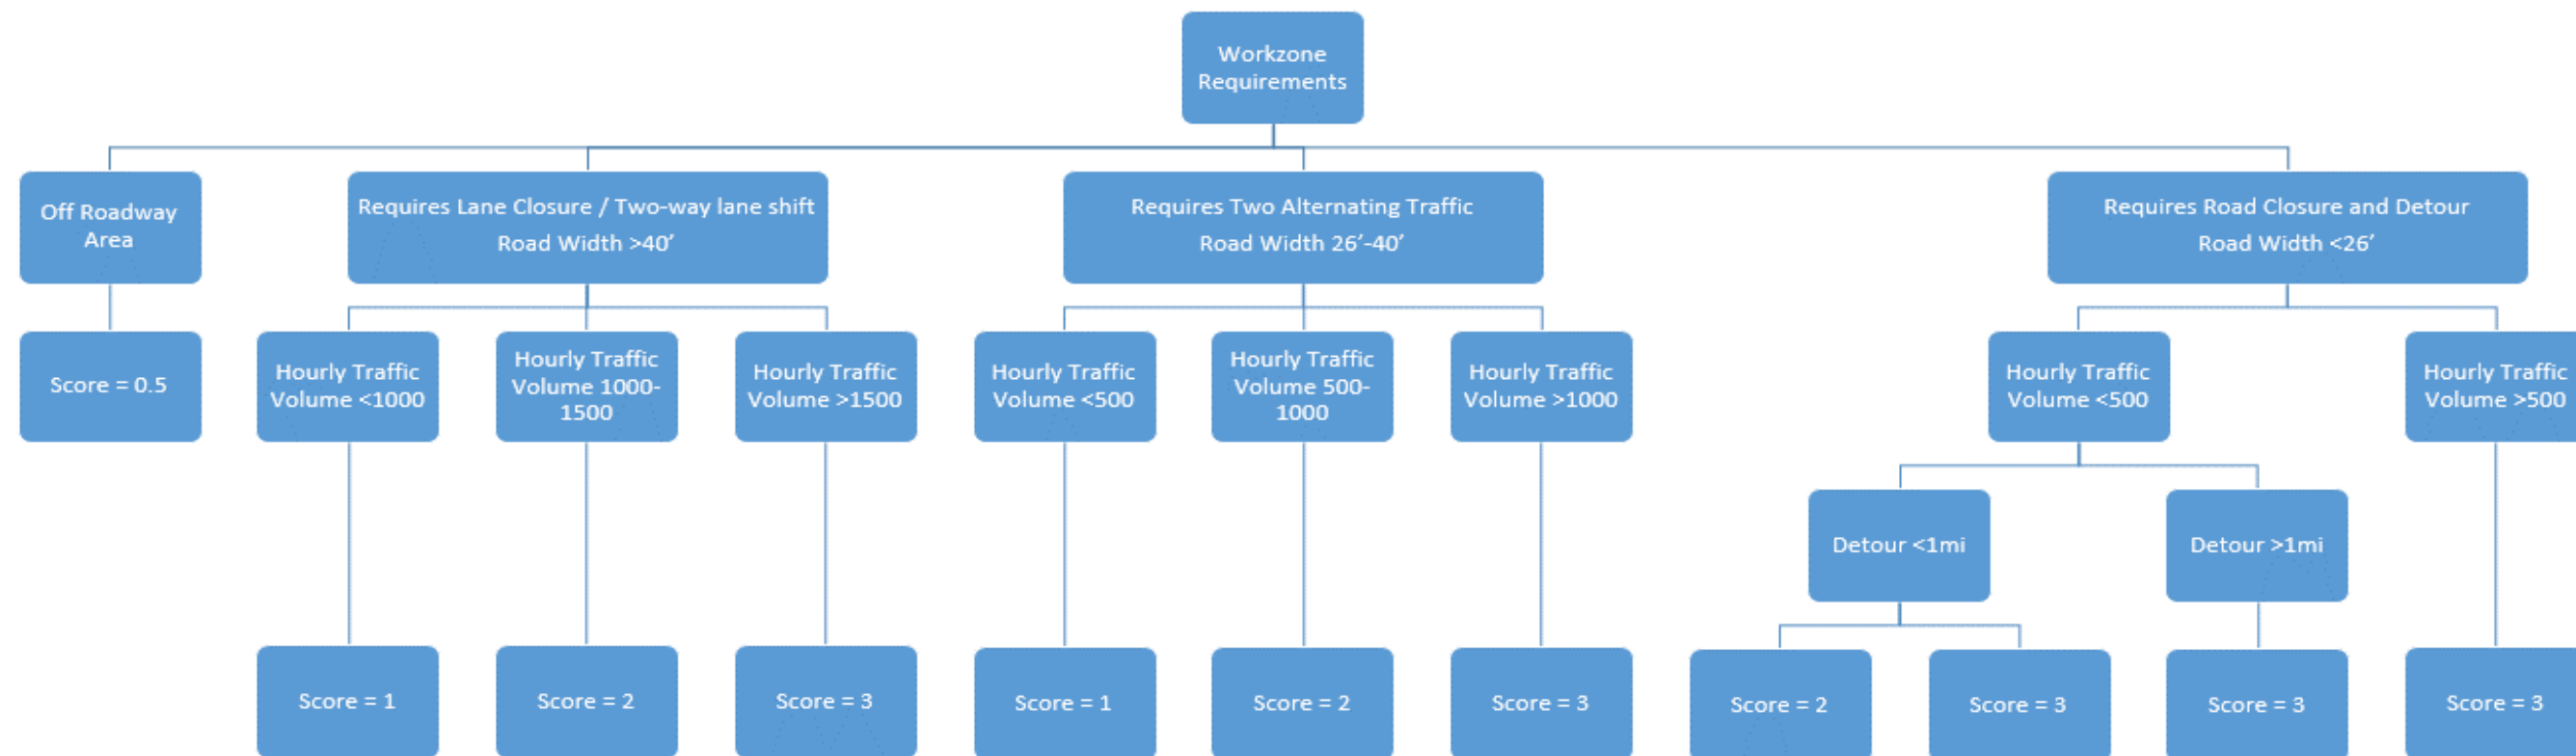 Workzone
Requirements
Off Roadway
Area
Requires Lane Closure / Two-way lane shift
Road Width >40’
Requires Two Alternating Traffic
Road Width 26’-40’
Requires Road Closure and Detour
Road Width <26’
Score = 0.5
Hourly Traffic
Volume <1000
Hourly Traffic
Volume 1000-
1500
Hourly Traffic
Volume >1500
Hourly Traffic
Volume <500
Hourly Traffic
Volume 500-
1000
Hourly Traffic
Volume >1000
Hourly Traffic
Volume <500
Hourly Traffic
Volume >500
Detour <1mi
Detour >1mi
Score = 1
Score = 2
Score = 3
Score = 1
Score = 2
Score = 3
Score = 2
Score = 3
Score = 3
Score = 3